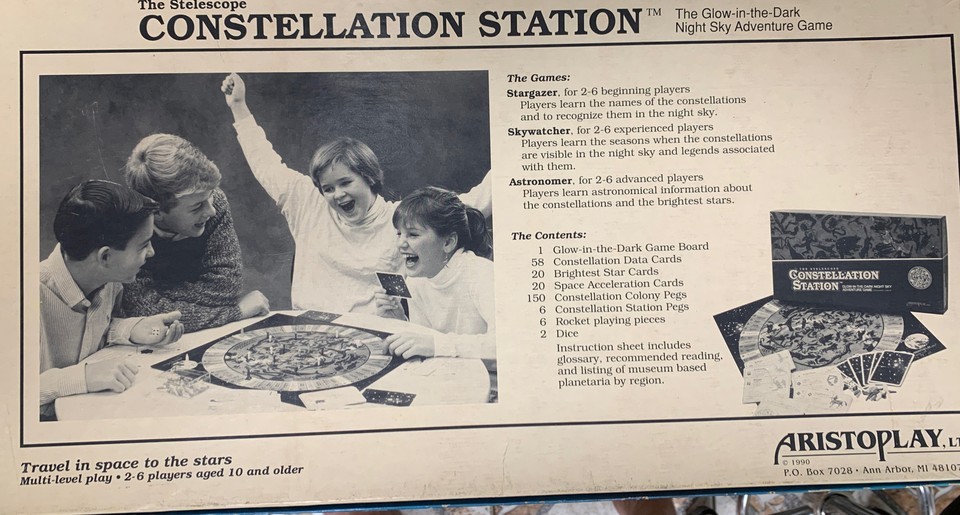 The Stelescope
CONSTELLATION STATION™
The Glow-in-the-Dark
Night Sky Adventure Game
The Games:
Stargazer, for 2-6 beginning players
Players learn the names of the constellations
and to recognize them in the night sky.
Skywatcher, for 2-6 experienced players
Players learn the seasons when the constellations
are visible in the night sky and legends associated
with them.
Astronomer, for 2-6 advanced players
Players learn astronomical information about
the constellations and the brightest stars.
The Contents:
1 Glow-in-the-Dark Game Board
58 Constellation Data Cards
20 Brightest Star Cards
20 Space Acceleration Cards
150 Constellation Colony Pegs
6 Constellation Station Pegs
6 Rocket playing pieces
2 Dice
Instruction sheet includes
glossary, recommended reading,
and listing of museum based
planetaria by region.
THE STELESCOPE
CONSTELLATION
STATION
GLOW-IN-THE-DARK NIGHT SKY
ADVENTURE GAME
Travel in space to the stars
Multi-level play • 2-6 players aged 10 and older
ARISTOPLAY, LT
© 1990
P.O. Box 7028 • Ann Arbor, MI 48107